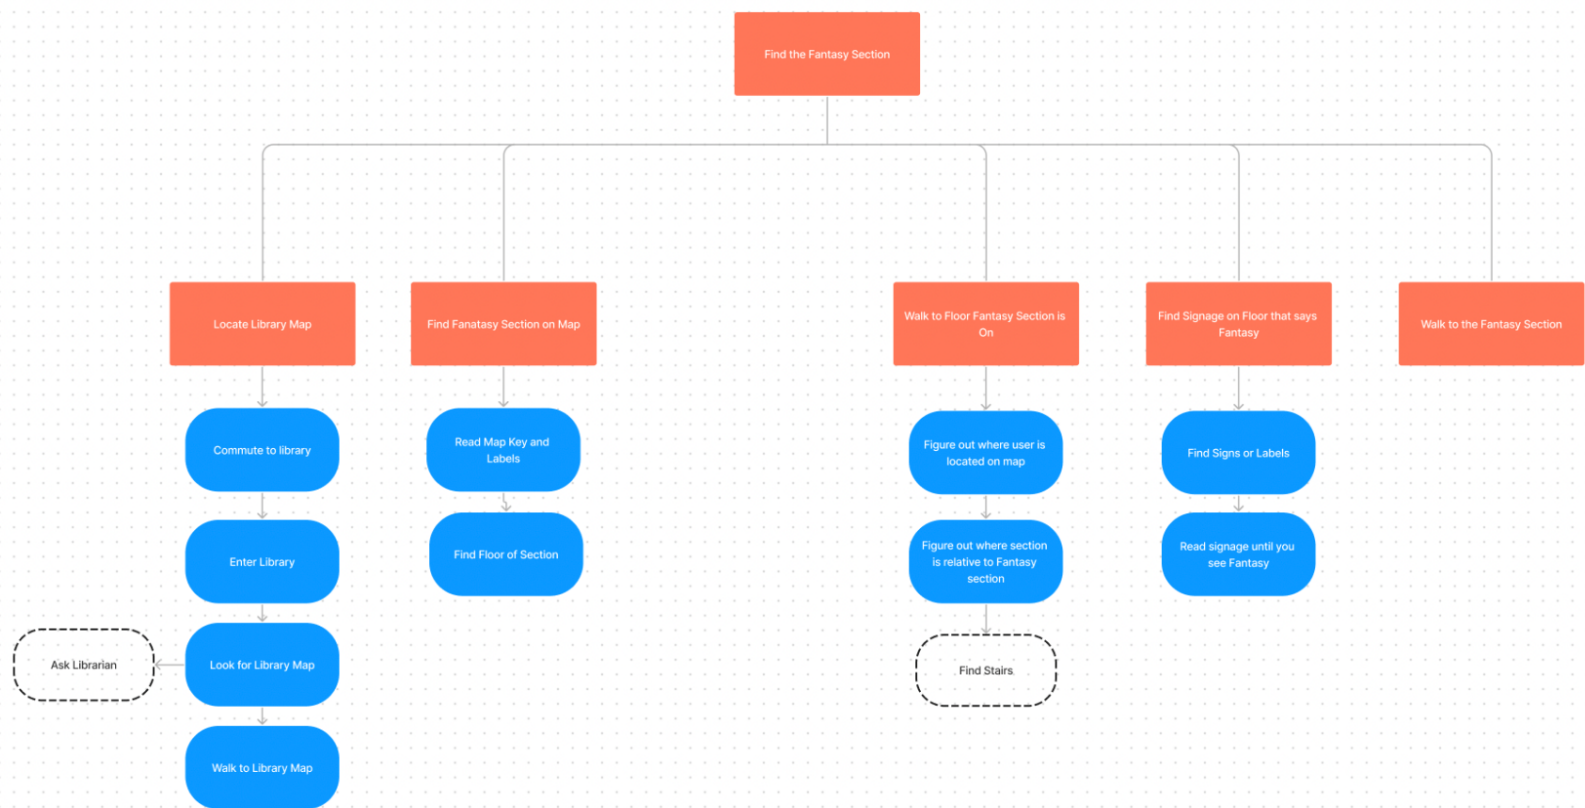 Find the Fantasy Section
Locate Library Map
Find Fanatasy Section on Map
Walk to Floor Fantasy Section is
On
Find Signage on Floor that says
Fantasy
Walk to the Fantasy Section
Commute to library
Read Map Key and
Labels
Figure out where user is
located on map
Find Signs or Labels
Enter Library
Find Floor of Section
Figure out where section
is relative to Fantasy
section
Read signage until you
see Fantasy
Ask Librarian
Look for Library Map
Find Stairs
Walk to Library Map